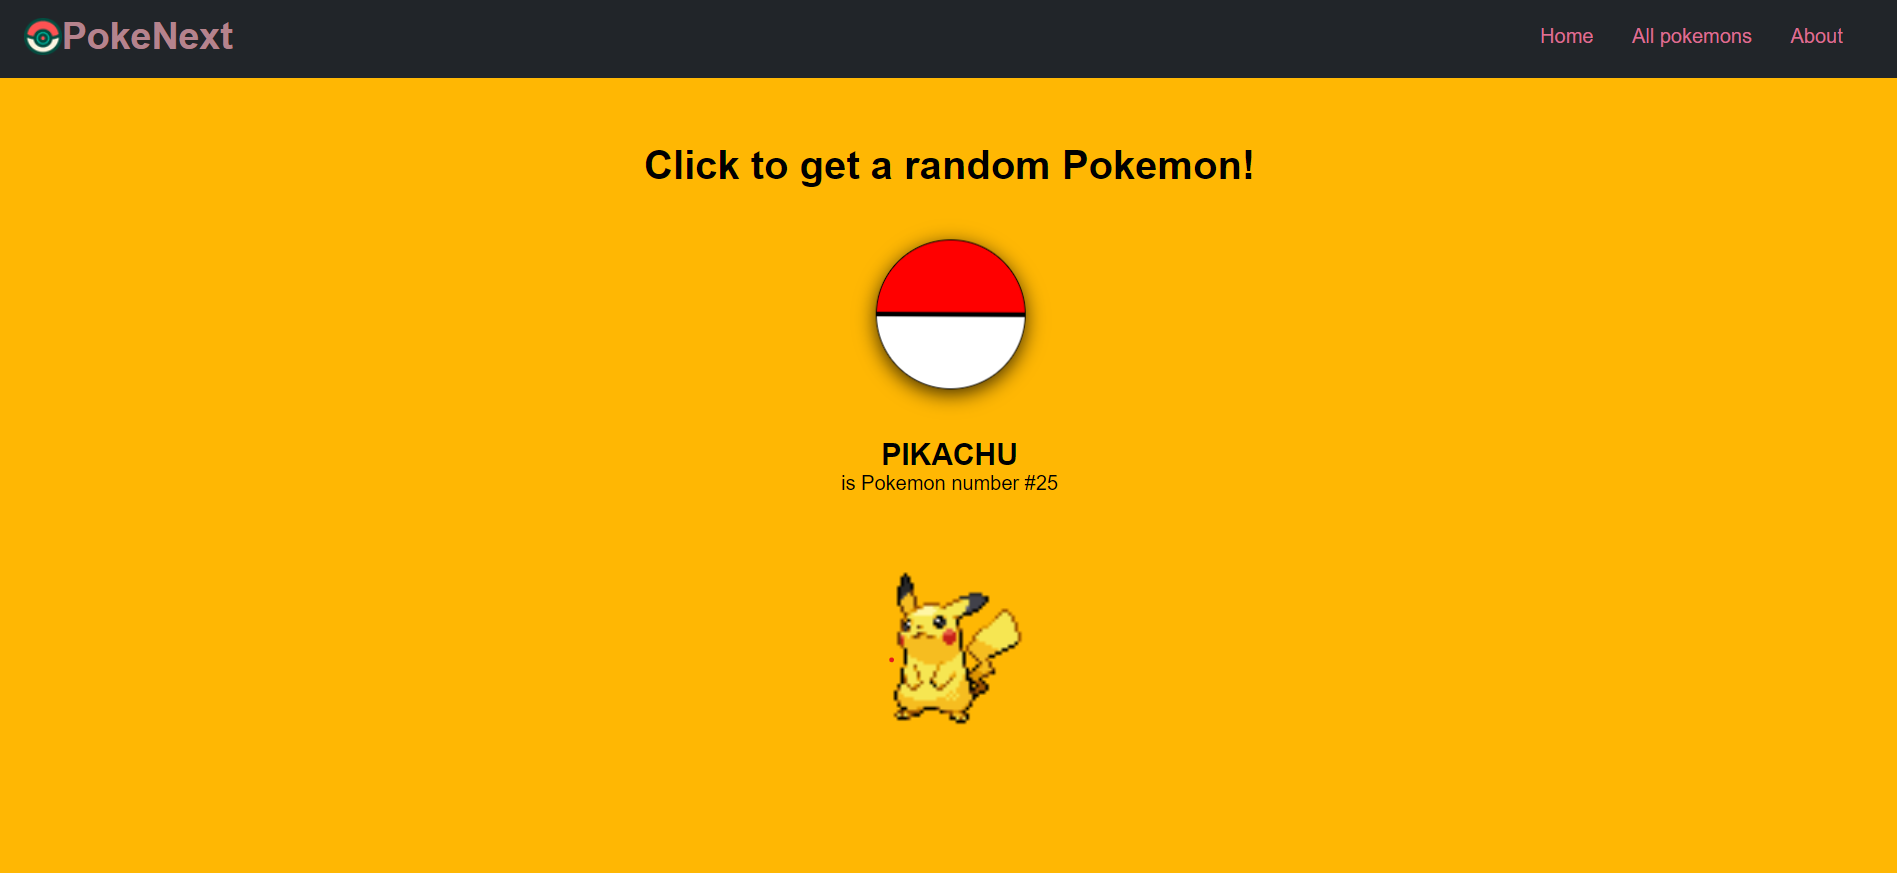 PokeNext
Home
All pokemons
About
Click to get a random Pokemon!
PIKACHU
is Pokemon number #25